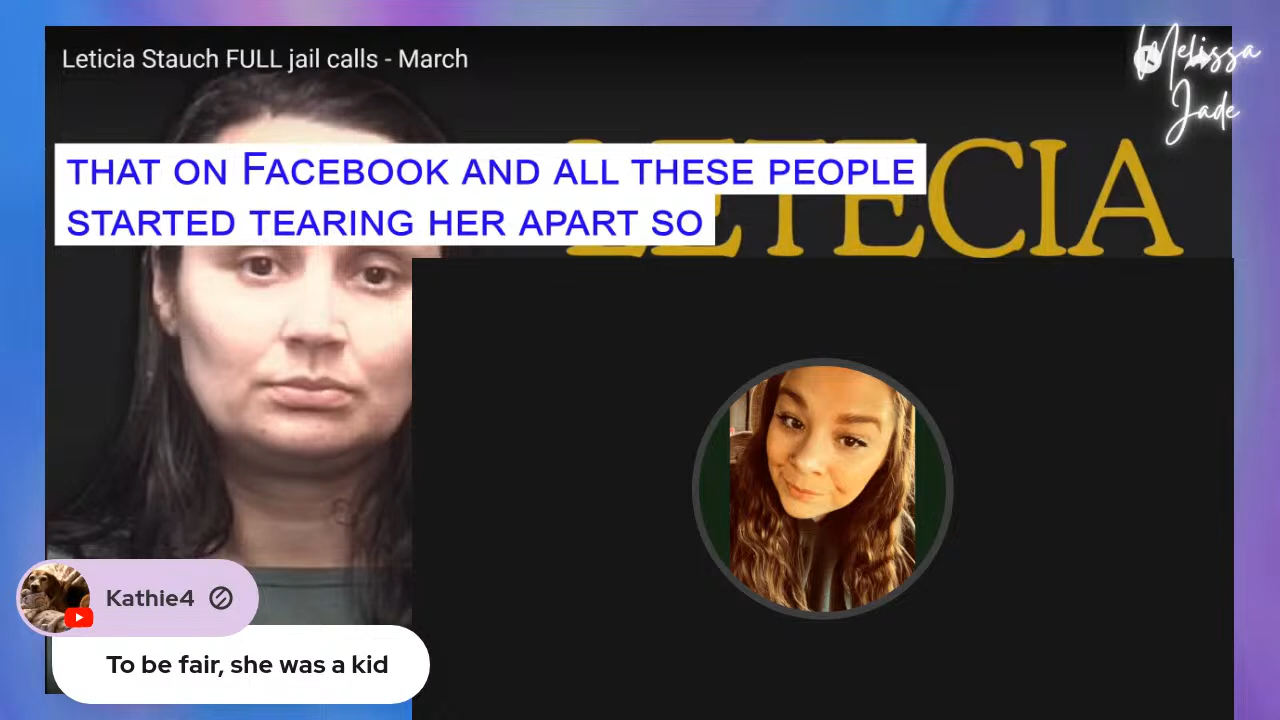 Leticia Stauch FULL jail calls - March
Melissa
Jade
THAT ON FACEBOOK AND ALL THESE PEOPLE
STARTED TEARING HER APART SO
LETECIA
Kathie4
To be fair, she was a kid